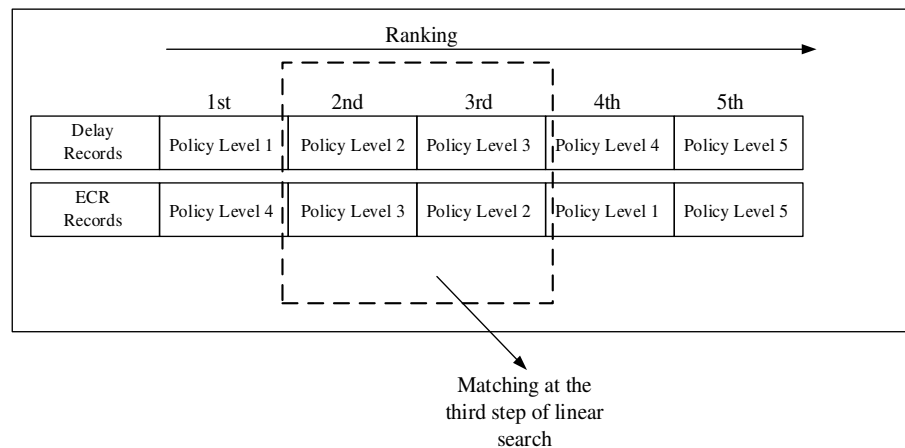 Ranking
1st 2nd 3rd 4th 5th
Delay
Records
Policy Level 1 Policy Level 2 Policy Level 3 Policy Level 4 Policy Level 5
ECR
Records
Policy Level 4 Policy Level 3 Policy Level 2 Policy Level 1 Policy Level 5
Matching at the
third step of linear
search